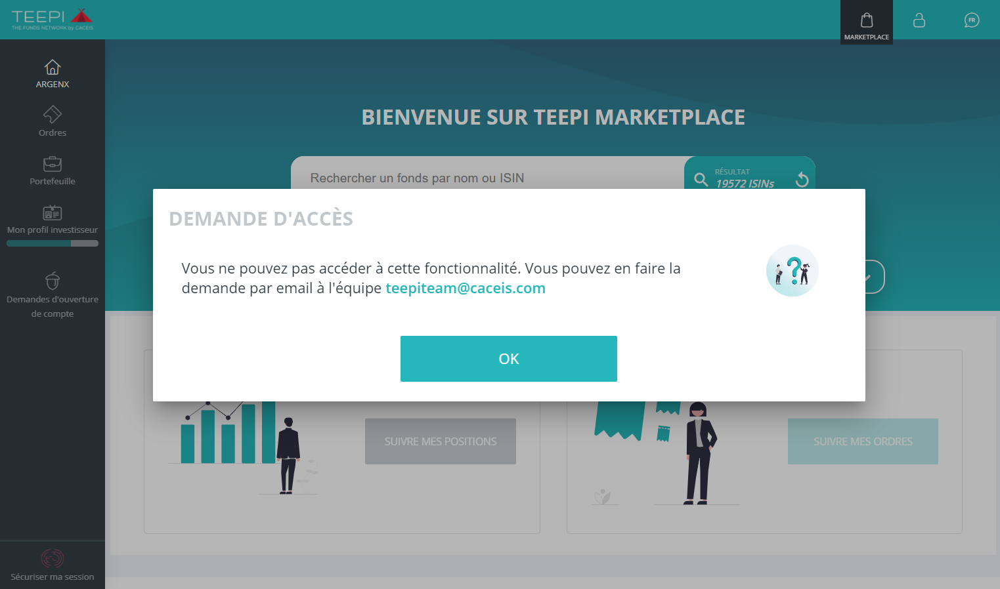 TEEPI
THE FUNDS NETWORK by CACEIS
MARKETPLACE
FR
ARGENX
Ordres
Portefeuille
Mon profil investisseur
Demandes d'ouverture
de compte
Sécuriser ma session
BIENVENUE SUR TEEPI MARKETPLACE
Rechercher un fonds par nom ou ISIN
RÉSULTAT
19572 ISINs
DEMANDE D'ACCÈS
Vous ne pouvez pas accéder à cette fonctionnalité. Vous pouvez en faire la
demande par email à l'équipe teepiteam@caceis.com
OK
SUIVRE MES POSITIONS
SUIVRE MES ORDRES